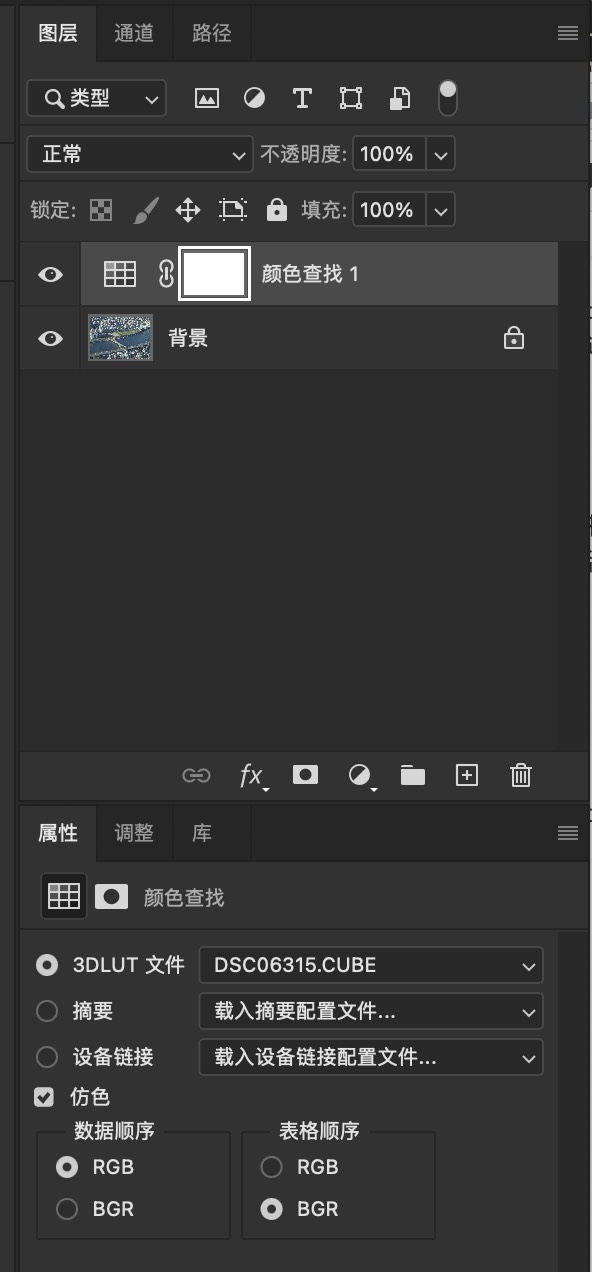 图层 通道 路径
类型
正常 不透明度: 100%
锁定: 填充: 100%
颜色查找 1
背景
fx
属性 调整 库
颜色查找
3DLUT 文件 DSC06315.CUBE
摘要 载入摘要配置文件...
设备链接 载入设备链接配置文件...
仿色
数据顺序 表格顺序
RGB RGB
BGR BGR